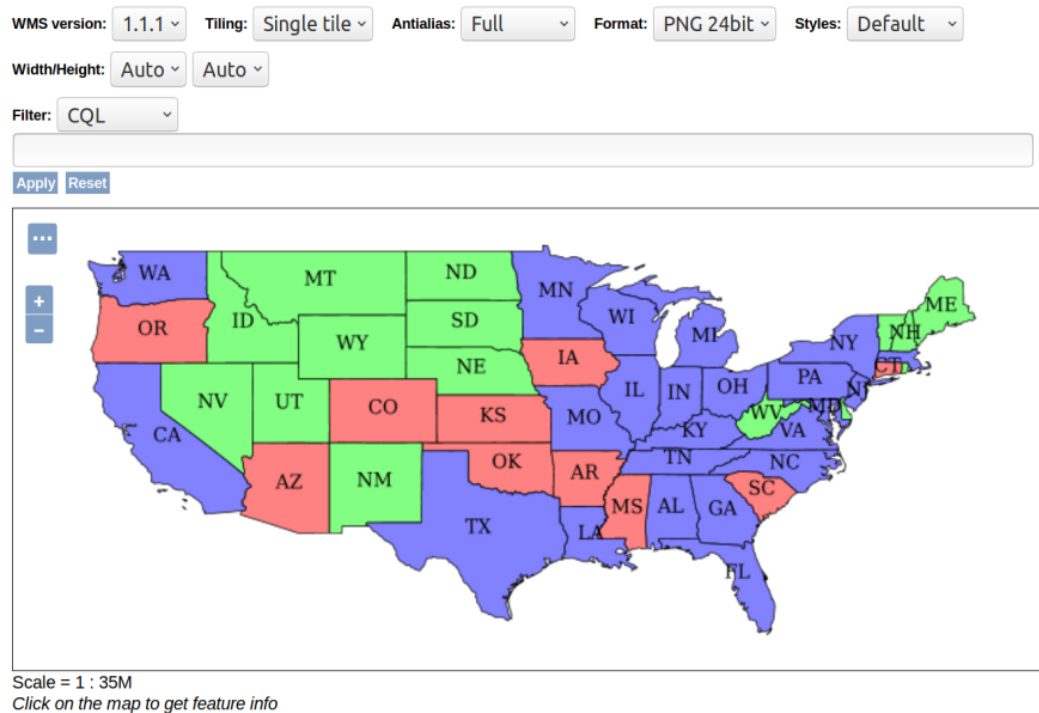 WMS version: 1.1.1 Tiling: Single tile Antialias: Full Format: PNG 24bit Styles: Default
Width/Height: Auto Auto
Filter: CQL
Apply Reset
...
+
−
WA MT ND MN ME
OR ID SD WI MI NY NH
WY NE IA PA CT
NV UT CO KS IL IN OH NJ
CA MO KY WV VA MD
AZ NM OK AR TN NC
TX LA MS AL GA SC
FL
Scale = 1 : 35M
Click on the map to get feature info